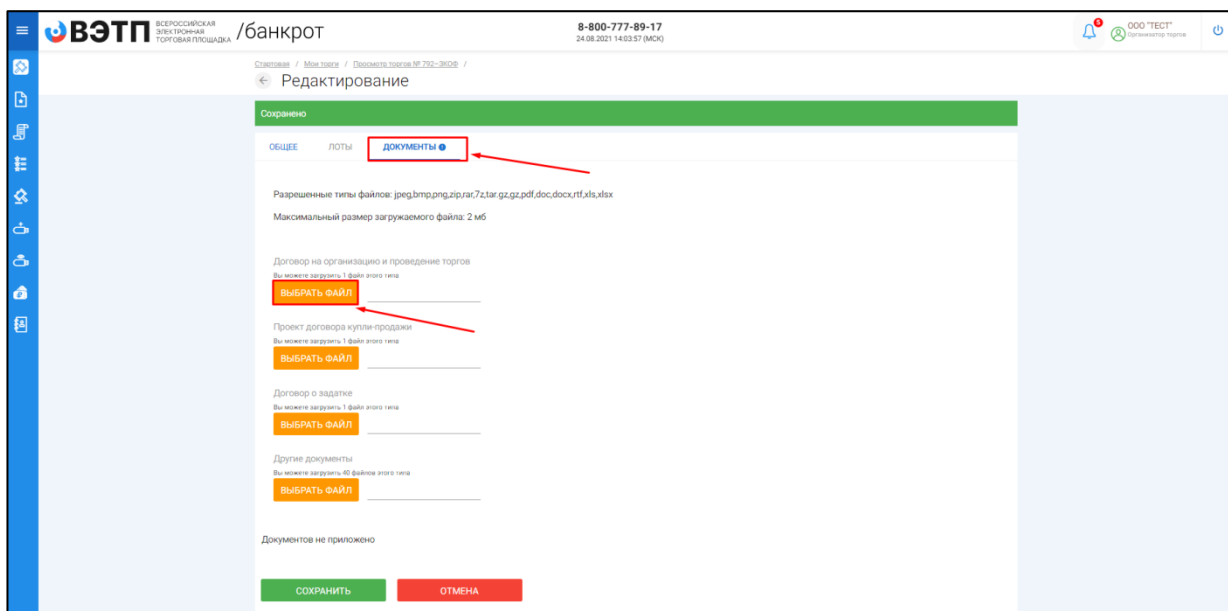 ВЭТП ВСЕРОССИЙСКАЯ ЭЛЕКТРОННАЯ ТОРГОВАЯ ПЛОЩАДКА /банкрот
8-800-777-89-17
24.08.2021 14:03:57 (МСК)
5
ООО "ТЕСТ"
Организатор торгов
Стартовая / Мои торги / Просмотр торгов № 792-ЗКОФ /
Редактирование
Сохранено
ОБЩЕЕ ЛОТЫ ДОКУМЕНТЫ
Разрешенные типы файлов: jpeg,bmp,png,zip,rar,7z,tar.gz,gz,pdf,doc,docx,rtf,xls,xlsx
Максимальный размер загружаемого файла: 2 мб
Договор на организацию и проведение торгов
Вы можете загрузить 1 файл этого типа
ВЫБРАТЬ ФАЙЛ
Проект договора купли-продажи
Вы можете загрузить 1 файл этого типа
ВЫБРАТЬ ФАЙЛ
Договор о задатке
Вы можете загрузить 1 файл этого типа
ВЫБРАТЬ ФАЙЛ
Другие документы
Вы можете загрузить 40 файлов этого типа
ВЫБРАТЬ ФАЙЛ
Документов не приложено
СОХРАНИТЬ ОТМЕНА